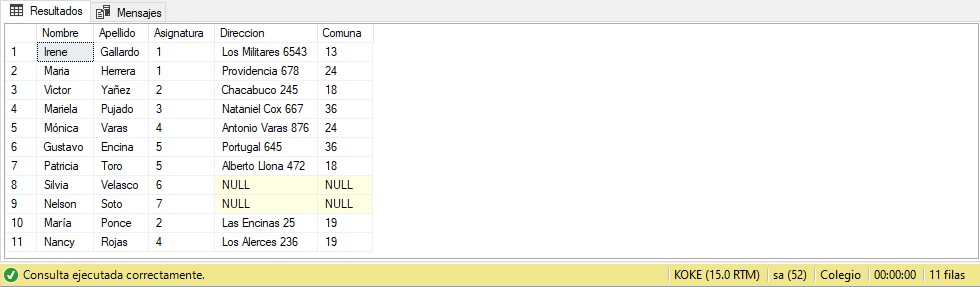 Resultados Mensajes
Nombre Apellido Asignatura Direccion Comuna
1 Irene Gallardo 1 Los Militares 6543 13
2 Maria Herrera 1 Providencia 678 24
3 Victor Yañez 2 Chacabuco 245 18
4 Mariela Pujado 3 Nataniel Cox 667 36
5 Mónica Varas 4 Antonio Varas 876 24
6 Gustavo Encina 5 Portugal 645 36
7 Patricia Toro 5 Alberto Llona 472 18
8 Silvia Velasco 6 NULL NULL
9 Nelson Soto 7 NULL NULL
10 María Ponce 2 Las Encinas 25 19
11 Nancy Rojas 4 Los Alerces 236 19
Consulta ejecutada correctamente. KOKE (15.0 RTM) sa (52) Colegio 00:00:00 11 filas